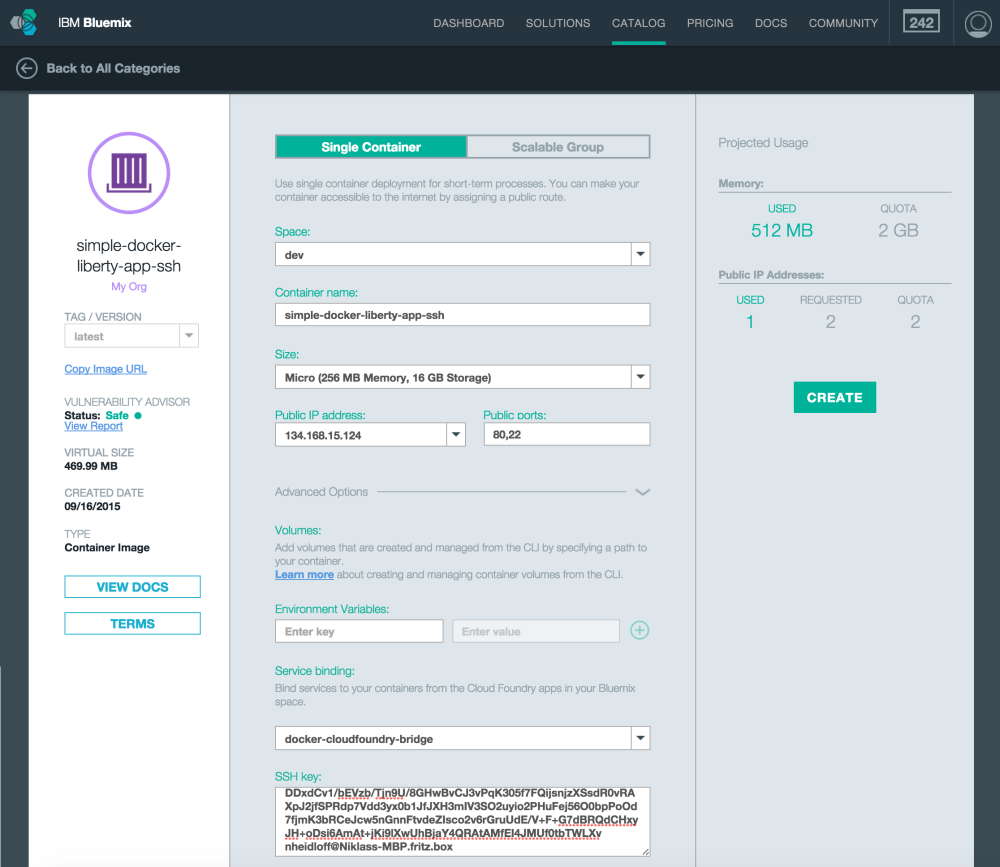 IBM Bluemix
DASHBOARD SOLUTIONS CATALOG PRICING DOCS COMMUNITY 242
Back to All Categories
simple-docker-
liberty-app-ssh
My Org
TAG / VERSION
latest
Copy Image URL
VULNERABILITY ADVISOR
Status: Safe
View Report
VIRTUAL SIZE
469.99 MB
CREATED DATE
09/16/2015
TYPE
Container Image
VIEW DOCS
TERMS
Single Container Scalable Group
Use single container deployment for short-term processes. You can make your
container accessible to the internet by assigning a public route.
Space:
dev
Container name:
simple-docker-liberty-app-ssh
Size:
Micro (256 MB Memory, 16 GB Storage)
Public IP address: Public ports:
134.168.15.124 80,22
Advanced Options
Volumes:
Add volumes that are created and managed from the CLI by specifying a path to
your container.
Learn more about creating and managing container volumes from the CLI.
Environment Variables:
Enter key Enter value
Service binding:
Bind services to your containers from the Cloud Foundry apps in your Bluemix
space.
docker-cloudfoundry-bridge
SSH key:
DDxdCv1/bEVzb/Tjn9U/8GHwBvCJ3vPqK305f7FQijsnjzXSsdR0vRA
XpJ2jfSPRdp7Vdd3yx0b1JfJXH3mIV3SO2uyio2PHuFej56O0bpPoOd
7fjmK3bRCeJcw5nGnnFtvdeZIsco2v6rGruUdE/V+F+G7dBRQdCHxy
JH+oDsi6AmAt+jKi9lXwUhBjaY4QRAtAMfEI4JMUf0tbTWLXv
nheidloff@Niklass-MBP.fritz.box
Projected Usage
Memory:
USED QUOTA
512 MB 2 GB
Public IP Addresses:
USED REQUESTED QUOTA
1 2 2
CREATE